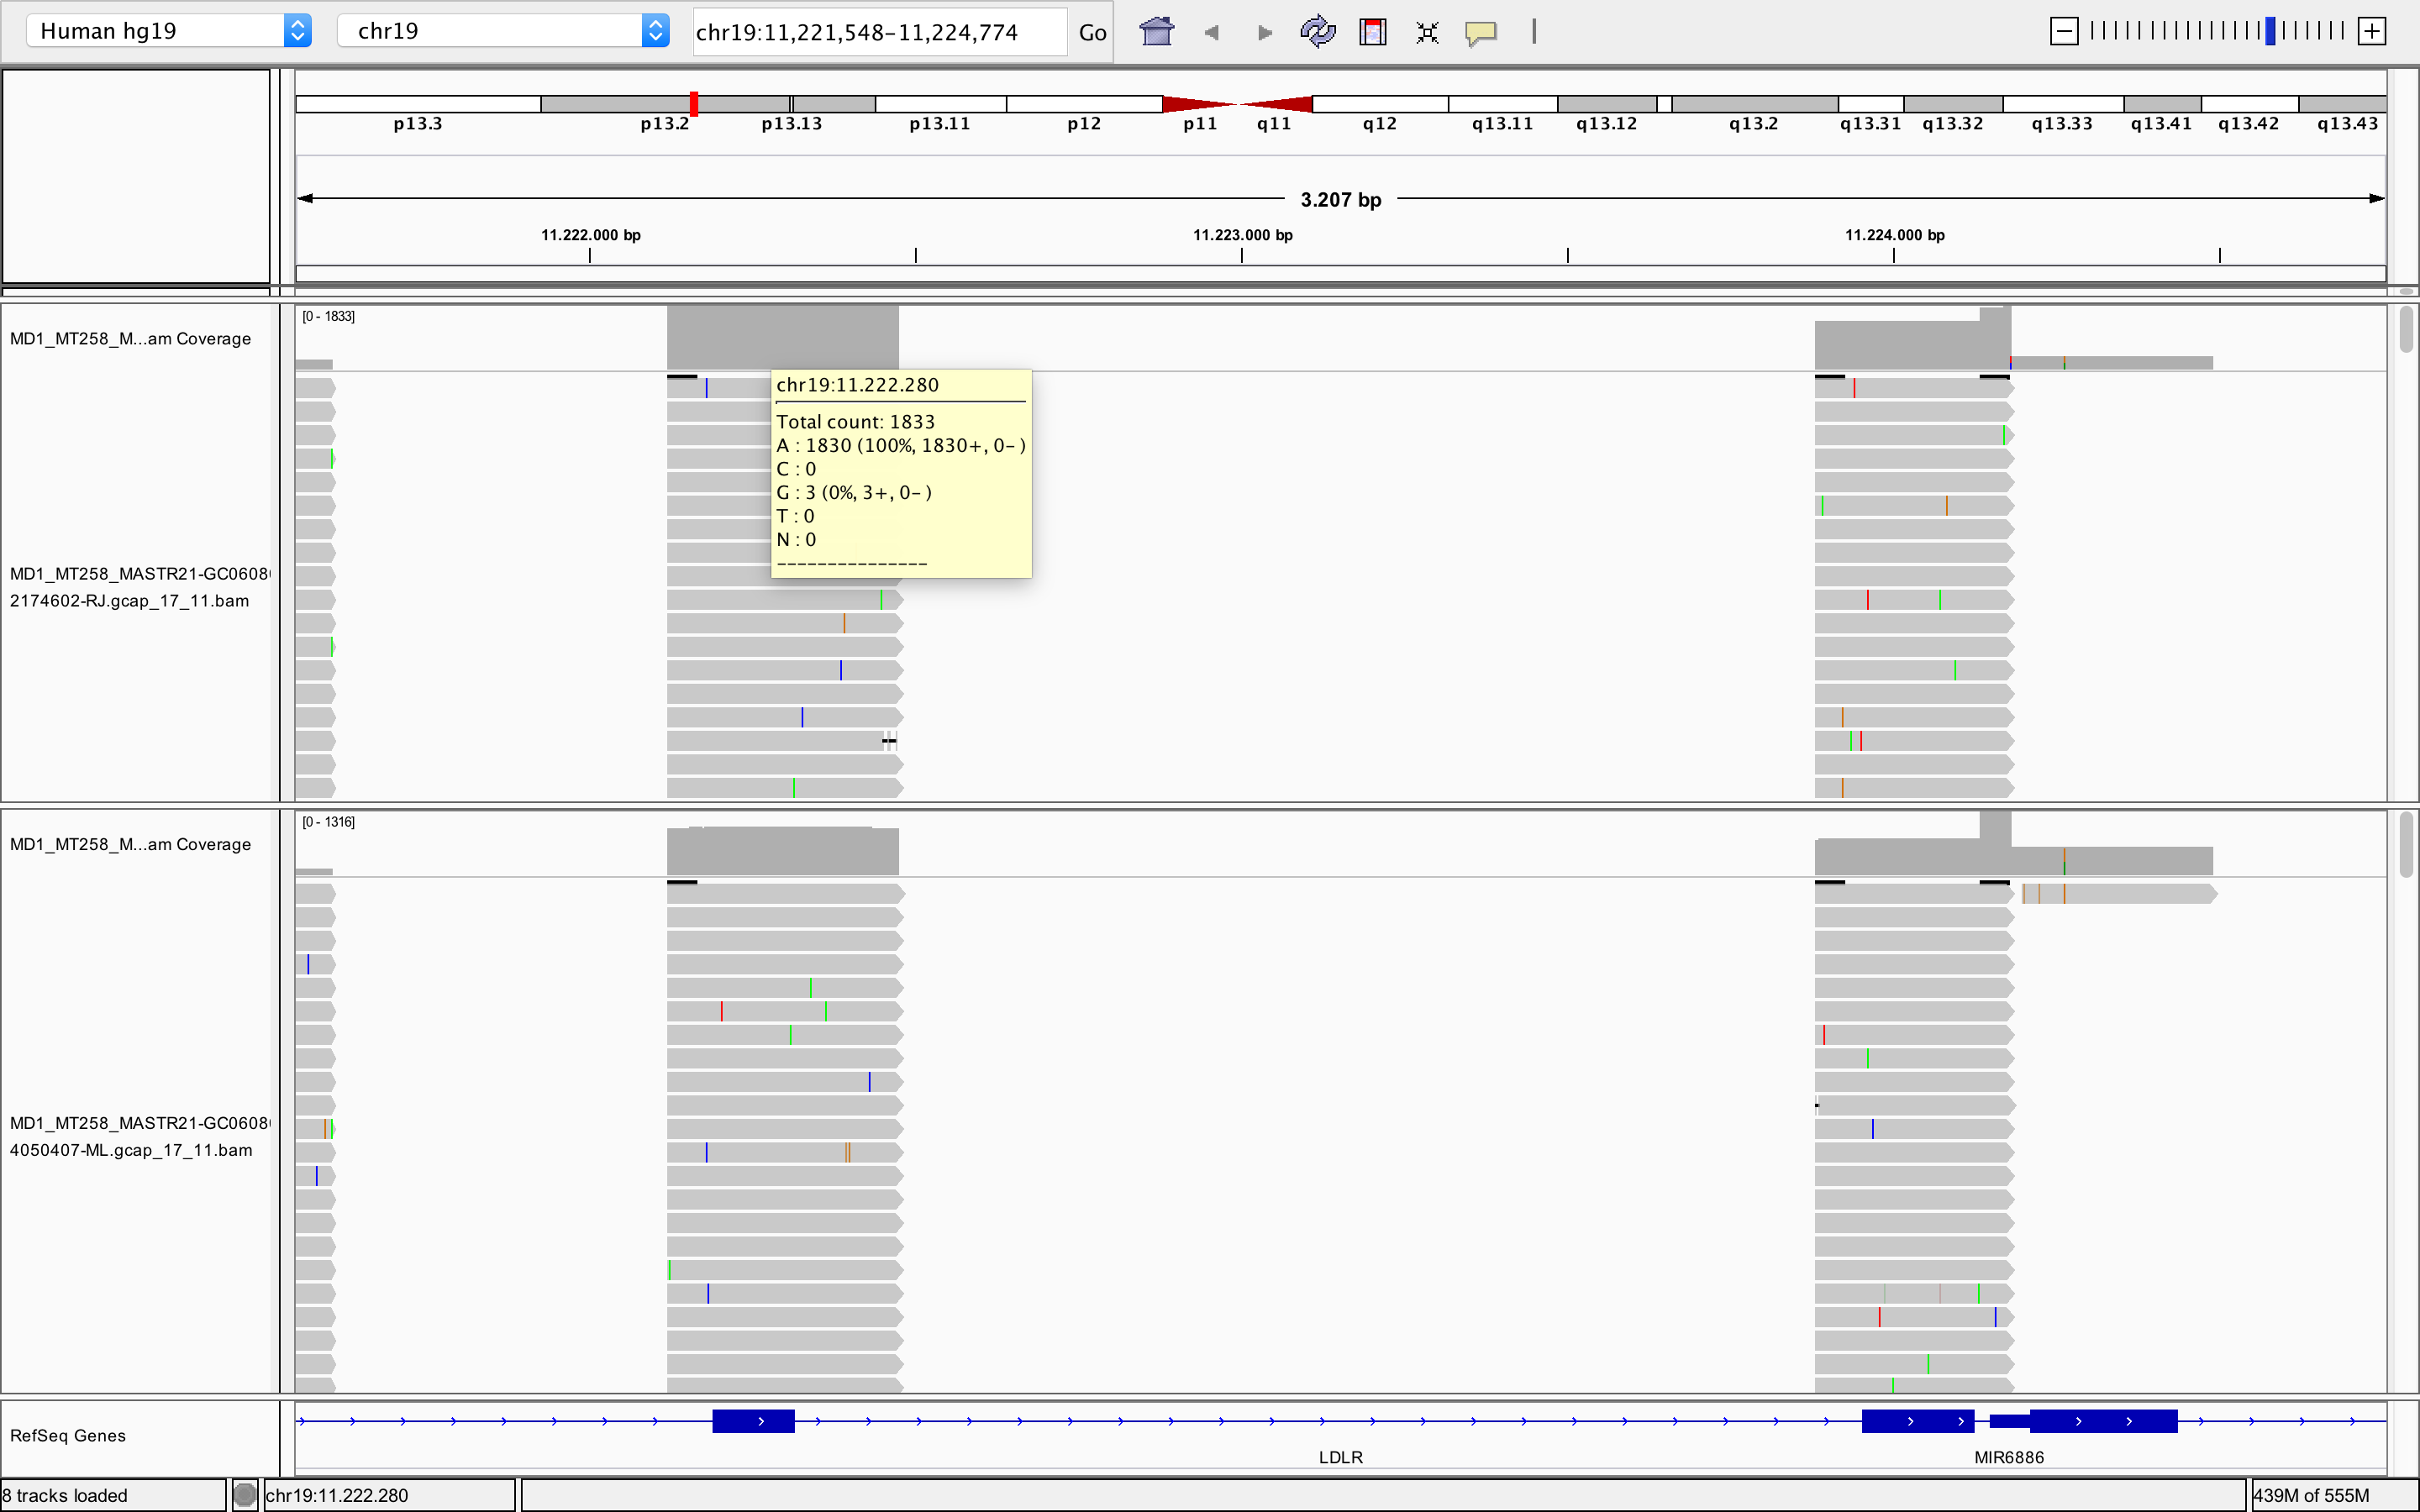 Human hg19
chr19
chr19:11,221,548-11,224,774
Go
p13.3
p13.2
p13.13
p13.11
p12
p11
q11
q12
q13.11
q13.12
q13.2
q13.31
q13.32
q13.33
q13.41
q13.42
q13.43
3.207 bp
11.222.000 bp
11.223.000 bp
11.224.000 bp
[0 - 1833]
MD1_MT258_M...am Coverage
chr19:11.222.280
Total count: 1833
A : 1830 (100%, 1830+, 0- )
C : 0
G : 3 (0%, 3+, 0- )
T : 0
N : 0
---------------
MD1_MT258_MASTR21-GC0608
2174602-RJ.gcap_17_11.bam
[0 - 1316]
MD1_MT258_M...am Coverage
MD1_MT258_MASTR21-GC0608
4050407-ML.gcap_17_11.bam
RefSeq Genes
LDLR
MIR6886
8 tracks loaded
chr19:11.222.280
439M of 555M